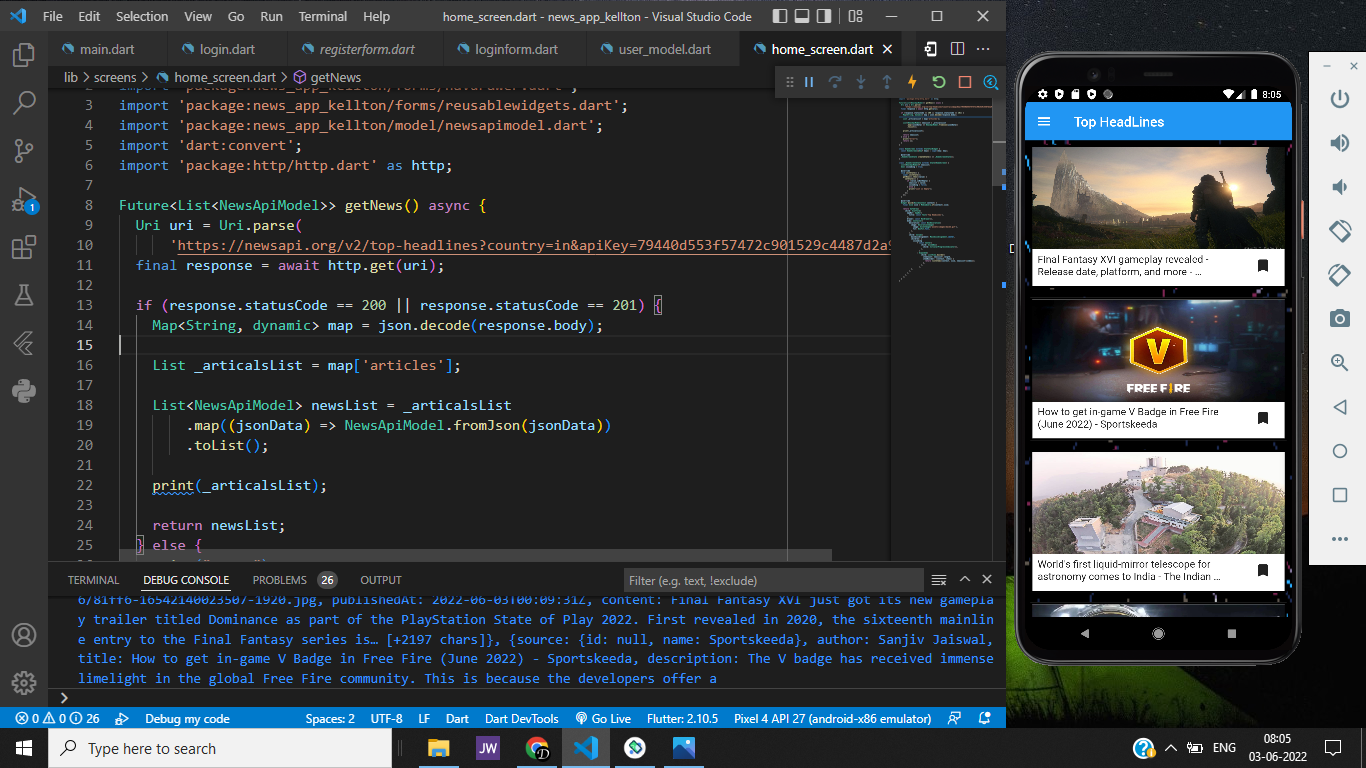 File Edit Selection View Go Run Terminal Help home_screen.dart - news_app_kellton - Visual Studio Code
main.dart login.dart registerform.dart loginform.dart user_model.dart home_screen.dart
lib > screens > home_screen.dart > getNews
3 import 'package:news_app_kellton/forms/reusablewidgets.dart';
4 import 'package:news_app_kellton/model/newsapimodel.dart';
5 import 'dart:convert';
6 import 'package:http/http.dart' as http;
7
8 Future<List<NewsApiModel>> getNews() async {
9 Uri uri = Uri.parse(
10 'https://newsapi.org/v2/top-headlines?country=in&apiKey=79440d553f57472c901529c4487d2a9
11 final response = await http.get(uri);
12
13 if (response.statusCode == 200 || response.statusCode == 201) {
14 Map<String, dynamic> map = json.decode(response.body);
15
16 List _articalsList = map['articles'];
17
18 List<NewsApiModel> newsList = _articalsList
19 .map((jsonData) => NewsApiModel.fromJson(jsonData))
20 .toList();
21
22 print(_articalsList);
23
24 return newsList;
25 } else {
TERMINAL DEBUG CONSOLE PROBLEMS 26 OUTPUT Filter (e.g. text, !exclude)
6/81ff6-16542140023507-1920.jpg, publishedAt: 2022-06-03T00:09:31Z, content: Final Fantasy XVI just got its new gamepla
y trailer titled Dominance as part of the PlayStation State of Play 2022. First revealed in 2020, the sixteenth mainlin
e entry to the Final Fantasy series is… [+2197 chars]}, {source: {id: null, name: Sportskeeda}, author: Sanjiv Jaiswal,
title: How to get in-game V Badge in Free Fire (June 2022) - Sportskeeda, description: The V badge has received immense
limelight in the global Free Fire community. This is because the developers offer a
>
0 0 26 Debug my code Spaces: 2 UTF-8 LF Dart Dart DevTools Go Live Flutter: 2.10.5 Pixel 4 API 27 (android-x86 emulator)
1
8:05
Top HeadLines
Final Fantasy XVI gameplay revealed -
Release date, platform, and more - ...
V
FREE FIRE
How to get in-game V Badge in Free Fire
(June 2022) - Sportskeeda
World's first liquid-mirror telescope for
astronomy comes to India - The Indian ...
Type here to search
JW
D
ENG
08:05
03-06-2022